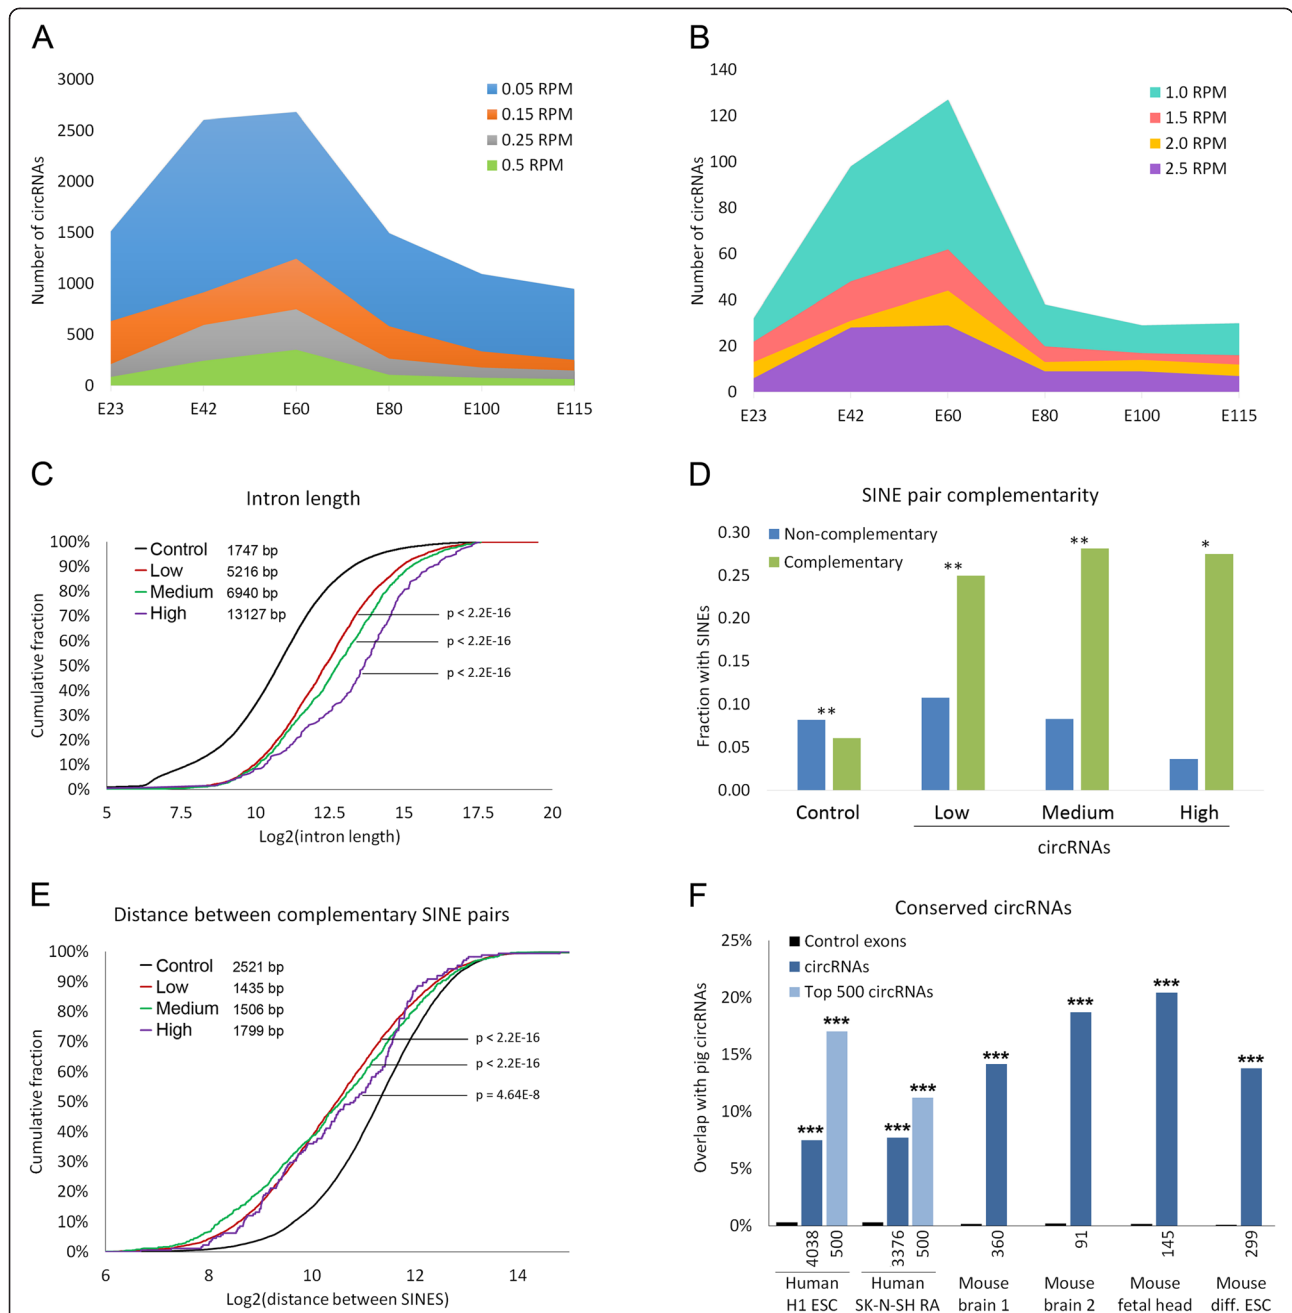 A
3000
2500
2000
1500
1000
500
0
Number of circRNAs
0.05 RPM
0.15 RPM
0.25 RPM
0.5 RPM
E23 E42 E60 E80 E100 E115
B
140
120
100
80
60
40
20
0
Number of circRNAs
1.0 RPM
1.5 RPM
2.0 RPM
2.5 RPM
E23 E42 E60 E80 E100 E115
C
Intron length
100%
90%
80%
70%
60%
50%
40%
30%
20%
10%
0%
Cumulative fraction
Control 1747 bp
Low 5216 bp
Medium 6940 bp
High 13127 bp
p < 2.2E-16
p < 2.2E-16
p < 2.2E-16
5 7.5 10 12.5 15 17.5 20
Log2(intron length)
D
SINE pair complementarity
0.30
0.25
0.20
0.15
0.10
0.05
0.00
Fraction with SINEs
Non-complementary
Complementary
**
**
**
*
Control Low Medium High
circRNAs
E
Distance between complementary SINE pairs
100%
90%
80%
70%
60%
50%
40%
30%
20%
10%
0%
Cumulative fraction
Control 2521 bp
Low 1435 bp
Medium 1506 bp
High 1799 bp
p < 2.2E-16
p < 2.2E-16
p = 4.64E-8
6 8 10 12 14
Log2(distance between SINES)
F
Conserved circRNAs
25%
20%
15%
10%
5%
0%
Overlap with pig circRNAs
Control exons
circRNAs
Top 500 circRNAs
***
***
***
***
***
***
***
***
4038 500 3376 500 360 91 145 299
Human Human Mouse Mouse Mouse Mouse
H1 ESC SK-N-SH RA brain 1 brain 2 fetal head diff. ESC